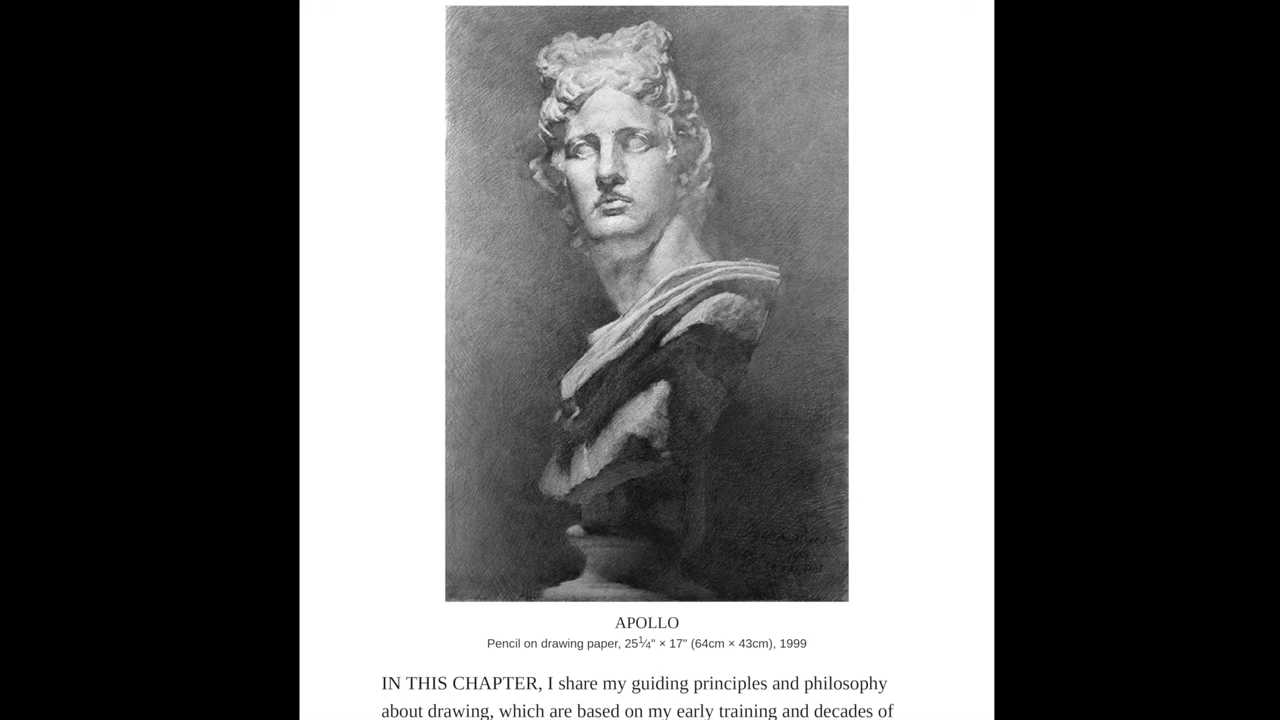 APOLLO
Pencil on drawing paper, 25¼" × 17" (64cm × 43cm), 1999
IN THIS CHAPTER, I share my guiding principles and philosophy
about drawing, which are based on my early training and decades of